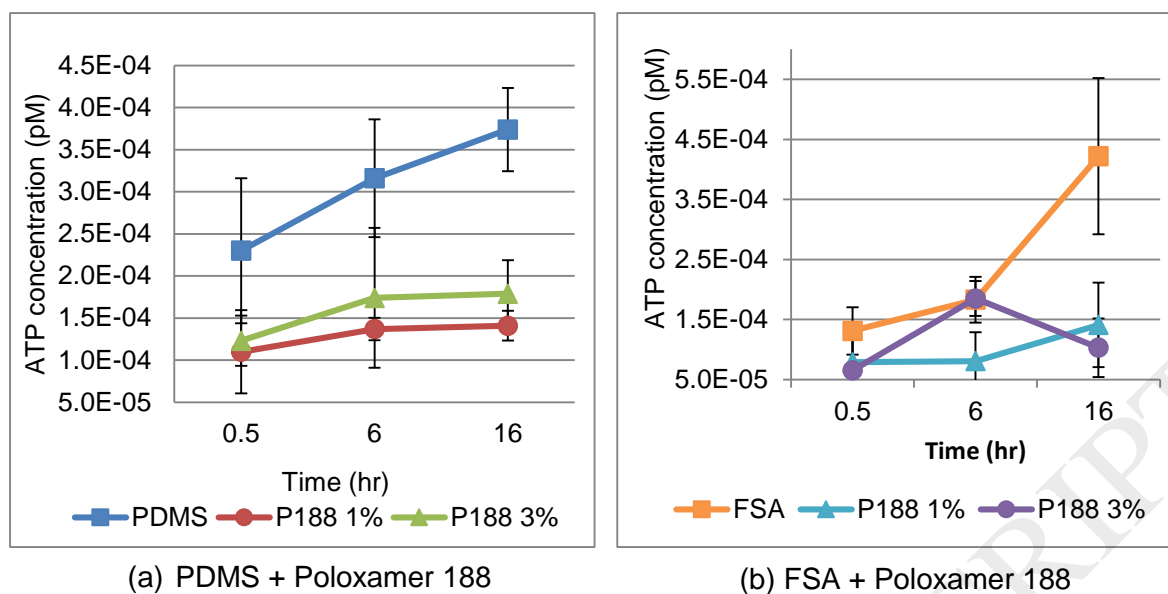 4.5E-04
4.0E-04
3.5E-04
3.0E-04
2.5E-04
2.0E-04
1.5E-04
1.0E-04
5.0E-05
ATP concentration (pM)
0.5 6 16
Time (hr)
PDMS P188 1% P188 3%
(a) PDMS + Poloxamer 188
5.5E-04
4.5E-04
3.5E-04
2.5E-04
1.5E-04
5.0E-05
ATP concentration (pM)
0.5 6 16
Time (hr)
FSA P188 1% P188 3%
(b) FSA + Poloxamer 188
RIPT